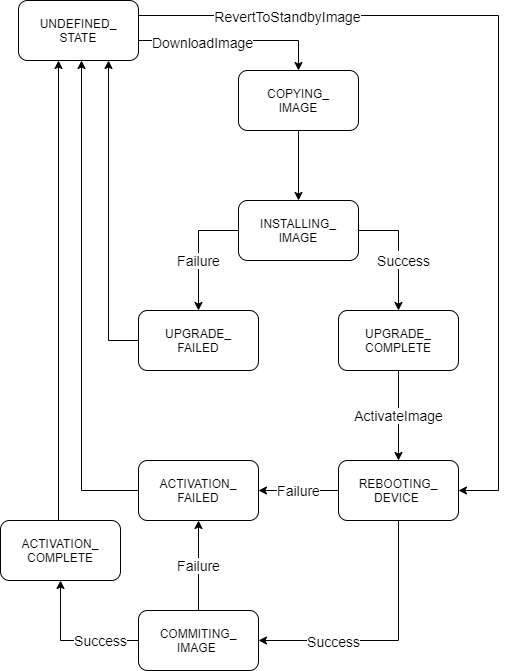 UNDEFINED_
STATE
RevertToStandbyImage
DownloadImage
COPYING_
IMAGE
INSTALLING_
IMAGE
Failure
Success
UPGRADE_
FAILED
UPGRADE_
COMPLETE
ActivateImage
ACTIVATION_
FAILED
Failure
REBOOTING_
DEVICE
ACTIVATION_
COMPLETE
Failure
Success
COMMITING_
IMAGE
Success